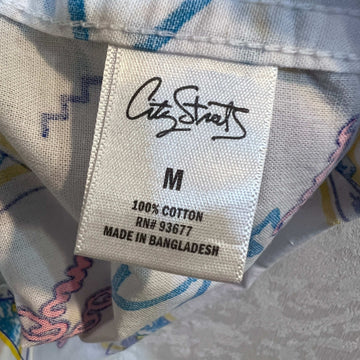 City Streets
M
100% COTTON
RN# 93677
MADE IN BANGLADESH